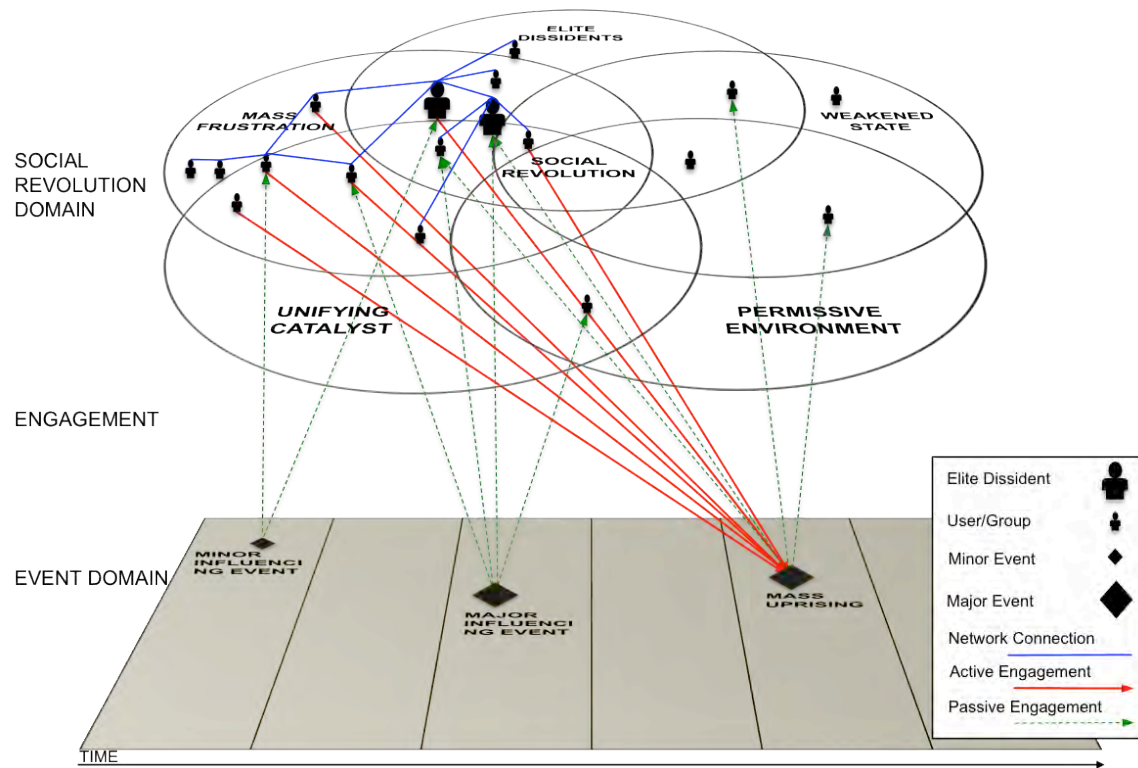 ELITE
DISSIDENTS
MASS
FRUSTRATION
WEAKENED
STATE
SOCIAL
REVOLUTION
DOMAIN
SOCIAL
REVOLUTION
UNIFYING
CATALYST
PERMISSIVE
ENVIRONMENT
ENGAGEMENT
EVENT DOMAIN
MINOR
INFLUENCI
NG EVENT
MAJOR
INFLUENCI
NG EVENT
MASS
UPRISING
Elite Dissident
User/Group
Minor Event
Major Event
Network Connection
Active Engagement
Passive Engagement
TIME